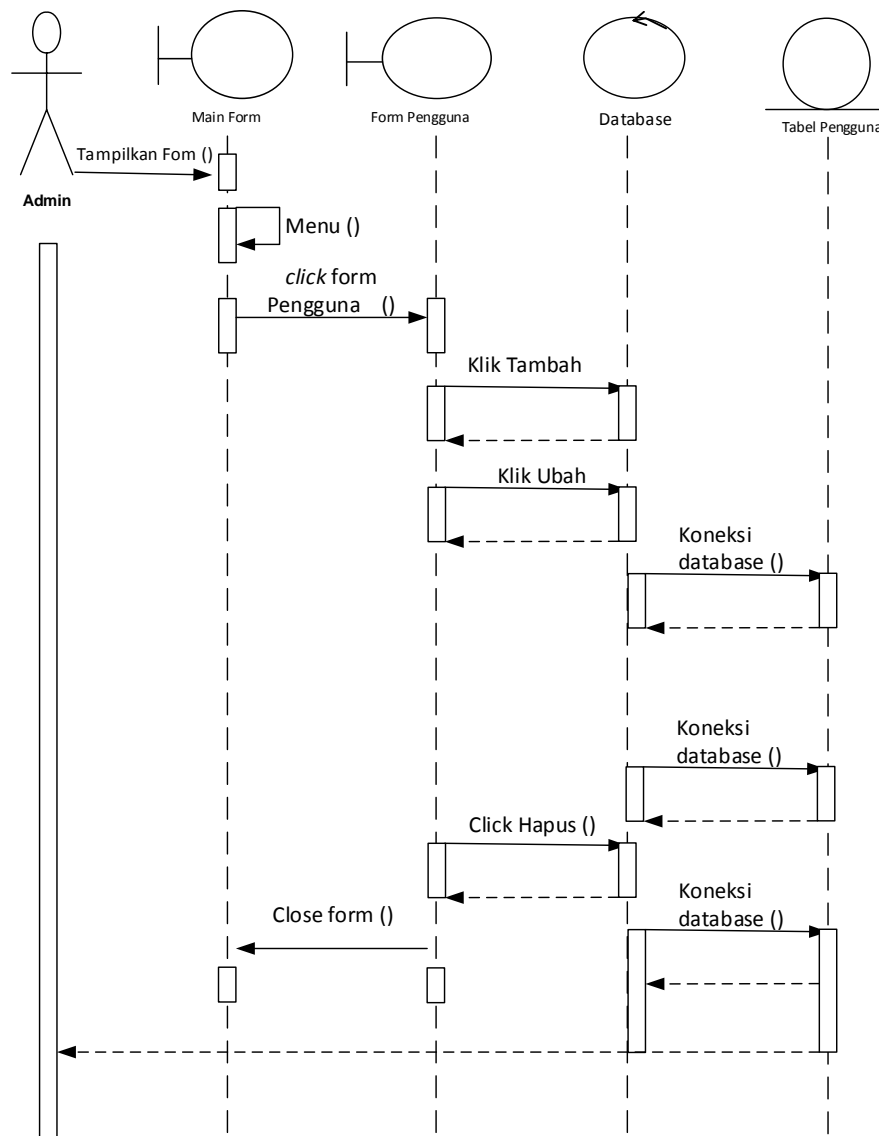 Main Form
Form Pengguna
Database
Tabel Pengguna
Tampilkan Fom ()
Admin
Menu ()
click form
Pengguna ()
Klik Tambah
Klik Ubah
Koneksi
database ()
Koneksi
database ()
Click Hapus ()
Koneksi
database ()
Close form ()